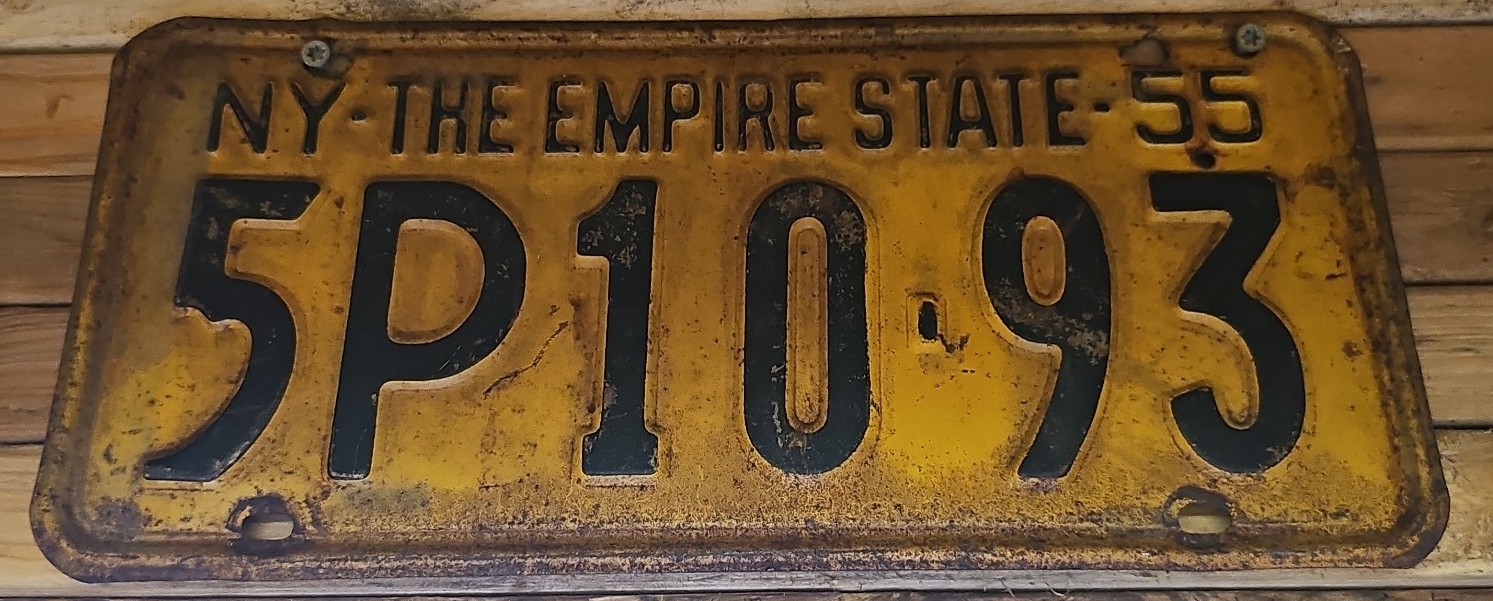 NY·THE EMPIRE STATE·55
5P10·93